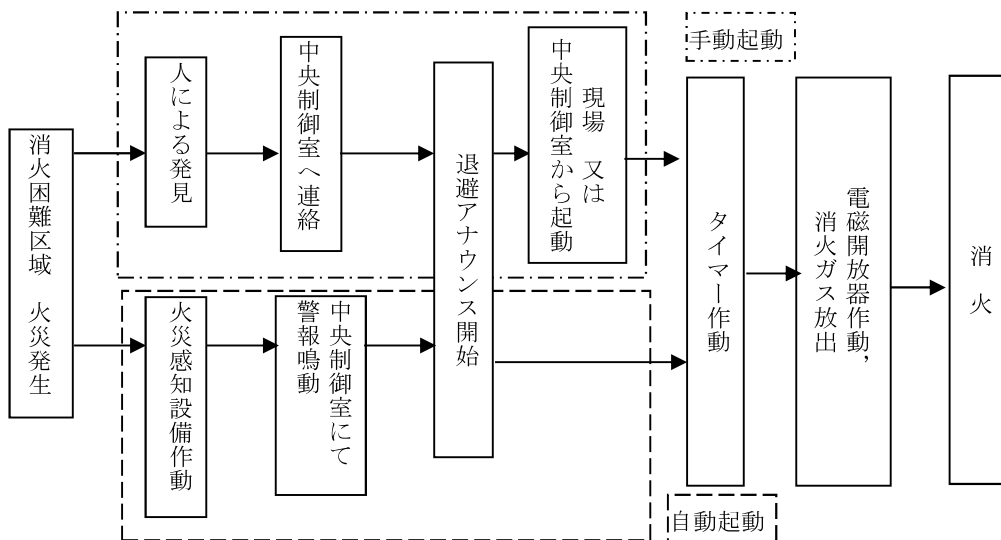 消火困難区域　火災発生
人による発見
中央制御室へ連絡
火災感知設備作動
中央制御室にて
警報鳴動
退避アナウンス開始
現場　又は
中央制御室から起動
手動起動
自動起動
タイマー作動
電磁開放器作動，
消火ガス放出
消　火